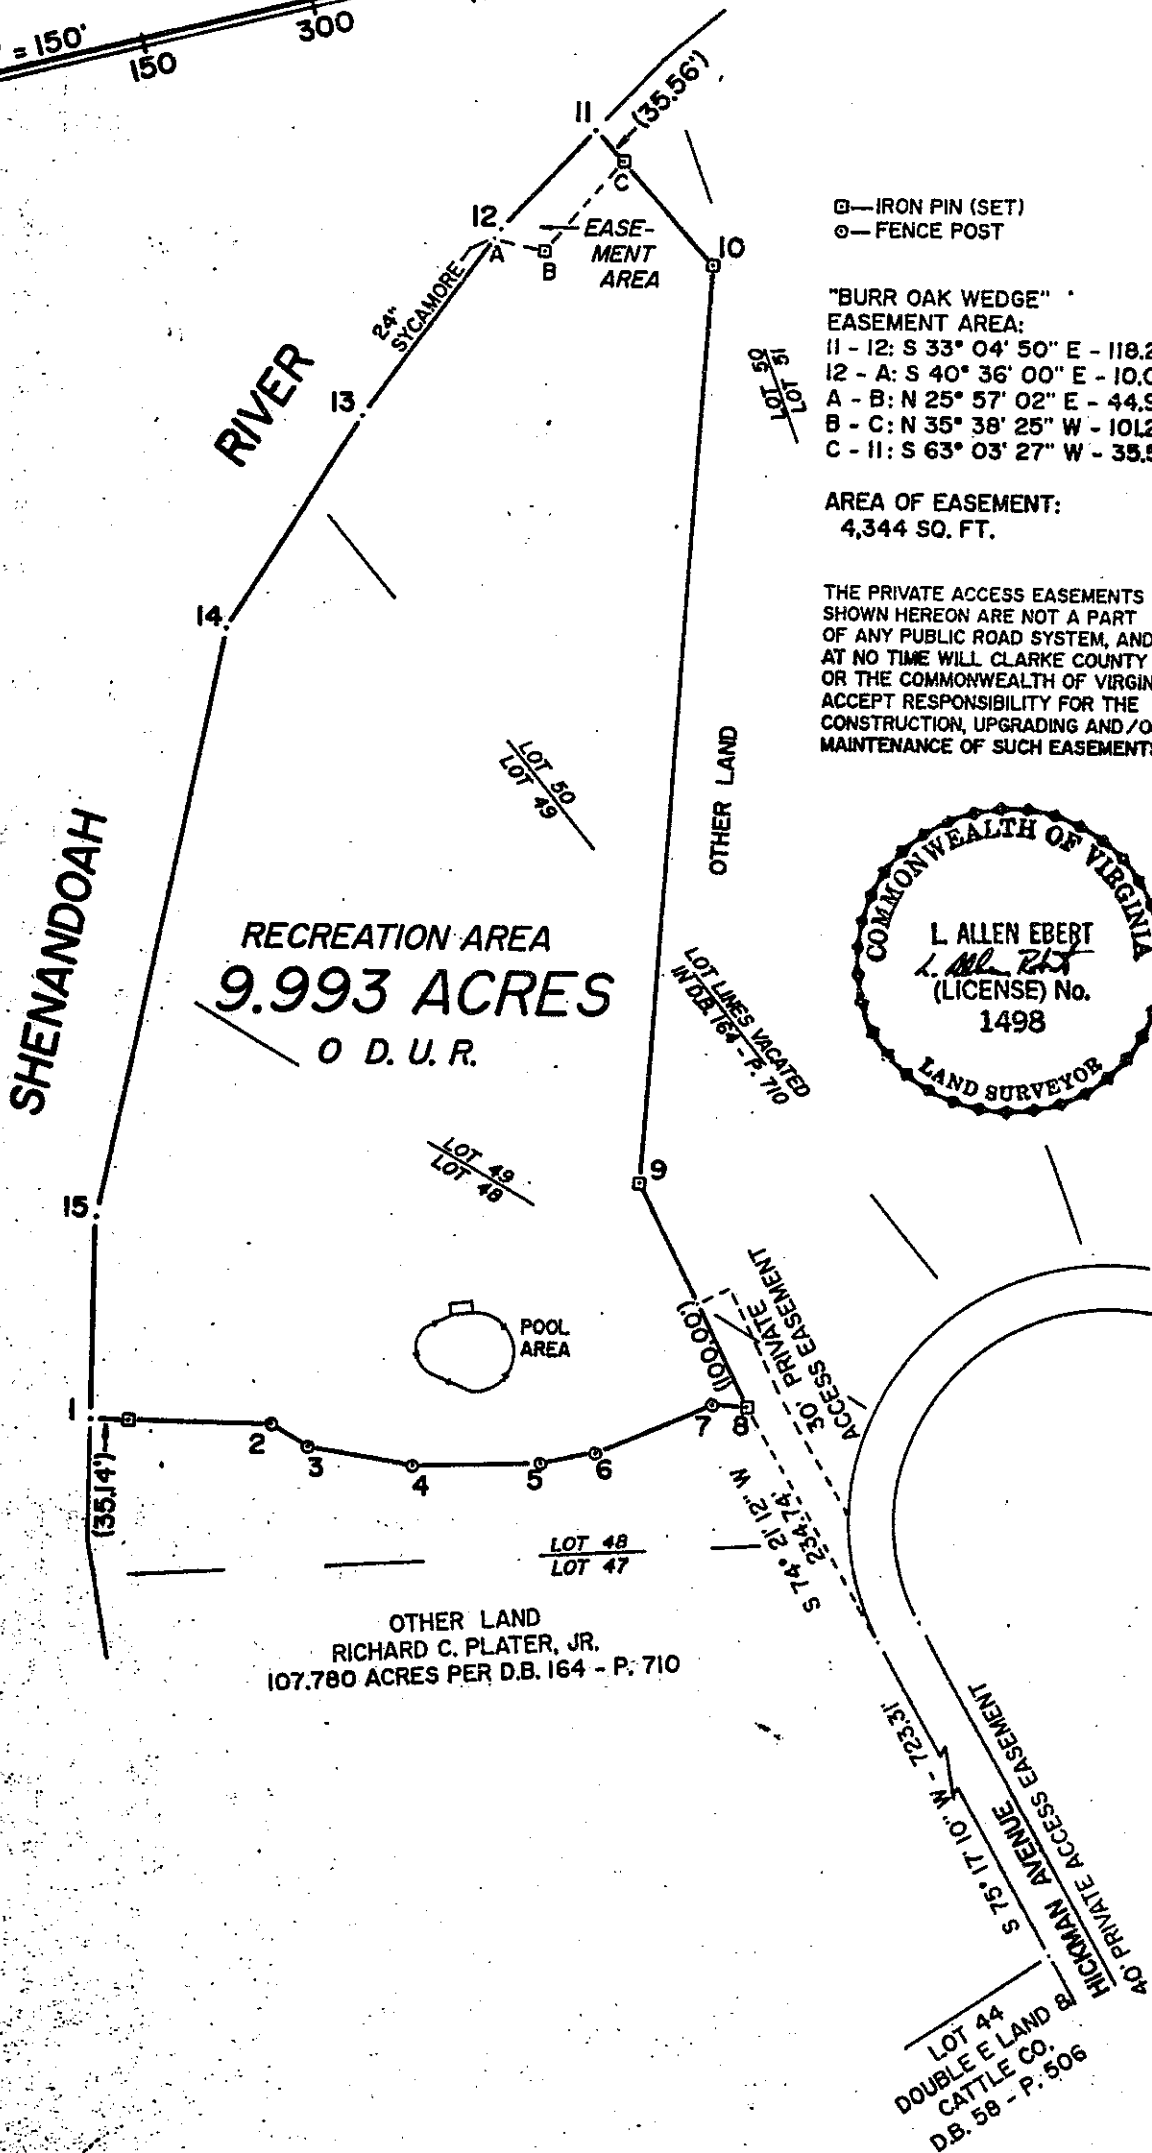 " = 150'
150
300
11
(35.56')
C
12
A
B
EASE-
MENT
AREA
10
24"
SYCAMORE
13
RIVER
14
SHENANDOAH
⊡—IRON PIN (SET)
⊙—FENCE POST
"BURR OAK WEDGE"
EASEMENT AREA:
11 - 12: S 33° 04' 50" E - 118.2
12 - A: S 40° 36' 00" E - 10.0
A - B: N 25° 57' 02" E - 44.9
B - C: N 35° 38' 25" W - 101.2
C - 11: S 63° 03' 27" W - 35.5
AREA OF EASEMENT:
4,344 SQ. FT.
LOT 51
LOT 50
THE PRIVATE ACCESS EASEMENTS
SHOWN HEREON ARE NOT A PART
OF ANY PUBLIC ROAD SYSTEM, AND
AT NO TIME WILL CLARKE COUNTY
OR THE COMMONWEALTH OF VIRGIN
ACCEPT RESPONSIBILITY FOR THE
CONSTRUCTION, UPGRADING AND/O
MAINTENANCE OF SUCH EASEMENTS
OTHER LAND
LOT 50
LOT 49
COMMONWEALTH OF VIRGINIA
L. ALLEN EBERT
(LICENSE) No.
1498
LAND SURVEYOR
RECREATION AREA
9.993 ACRES
0 D. U. R.
LOT LINES VACATED
IN D.B. 164 - P. 710
LOT 49
LOT 48
9
15
POOL
AREA
(100.00')
30' PRIVATE
ACCESS EASEMENT
1
(35.14')
2
3
4
5
6
7
8
S 74° 21' 12" W
234.74'
LOT 48
LOT 47
OTHER LAND
RICHARD C. PLATER, JR.
107.780 ACRES PER D.B. 164 - P. 710
S 75° 17' 10" W - 723.31'
HICKMAN AVENUE
40' PRIVATE ACCESS EASEMENT
LOT 44
DOUBLE E LAND &
CATTLE CO.
D.B. 58 - P. 506